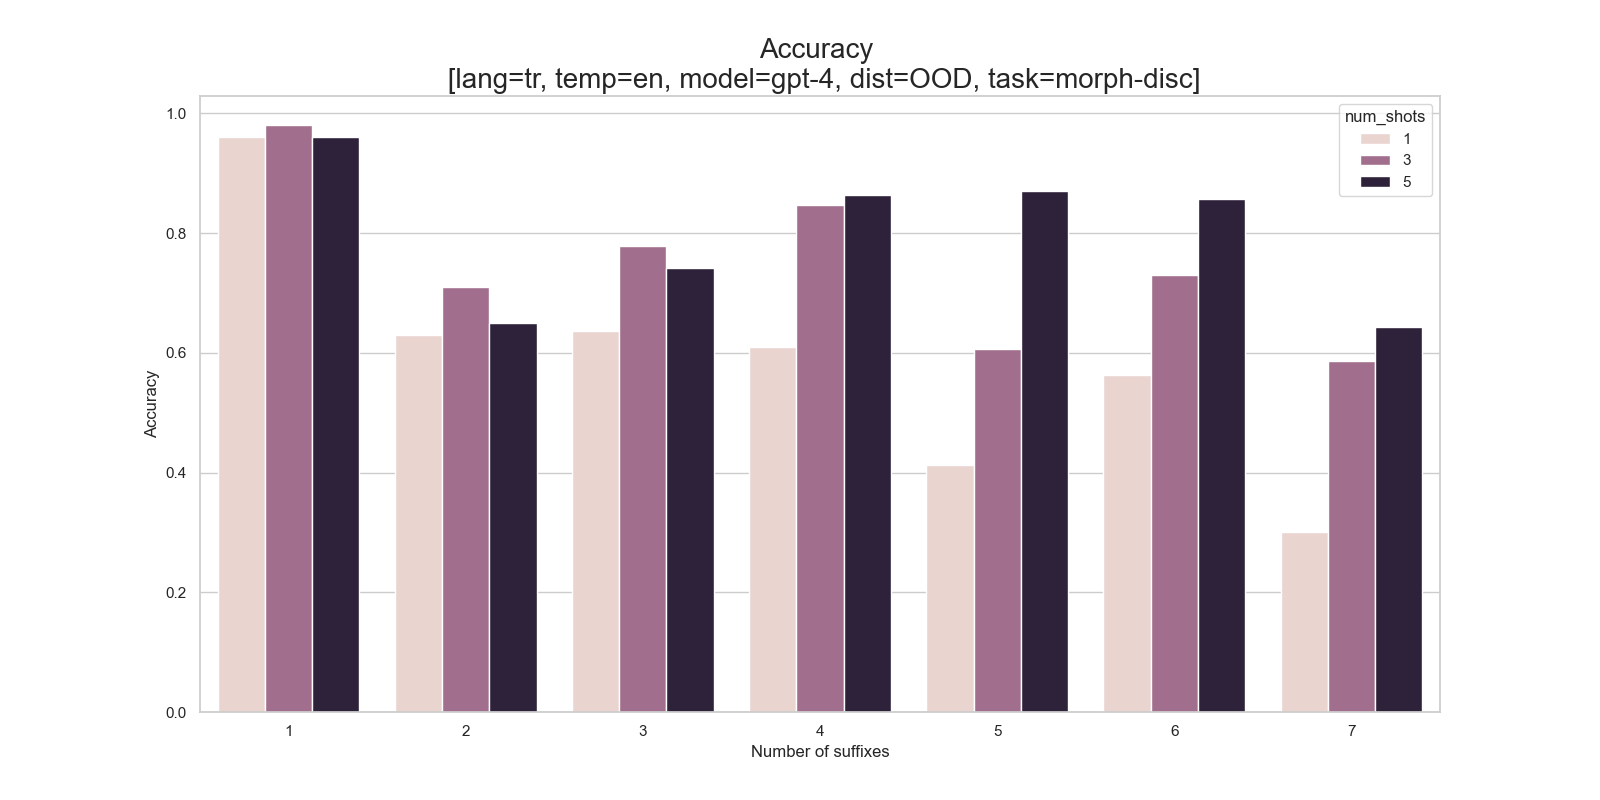 Accuracy
[lang=tr, temp=en, model=gpt-4, dist=OOD, task=morph-disc]
num_shots
1
3
5
1.0
0.8
0.6
0.4
0.2
0.0
Accuracy
1 2 3 4 5 6 7
Number of suffixes